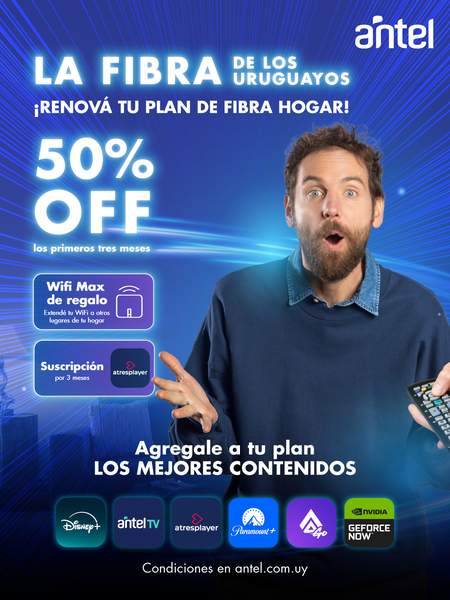 antel
LA FIBRA DE LOS
URUGUAYOS
¡RENOVÁ TU PLAN DE FIBRA HOGAR!
50%
OFF
los primeros tres meses
Wifi Max
de regalo
Extendé tu WiFi a otros
lugares de tu hogar
Suscripción
por 3 meses
atresplayer
Agregale a tu plan
LOS MEJORES CONTENIDOS
Disney+
antel TV
atresplayer
Paramount+
GO
NVIDIA
GEFORCE
NOW
Condiciones en antel.com.uy